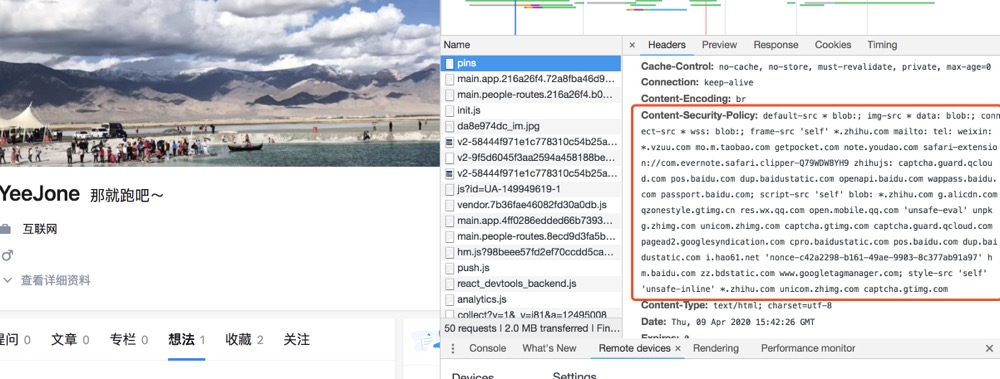 YeeJone 那就跑吧～
互联网
查看详细资料
提问 0 文章 0 专栏 0 想法 1 收藏 2 关注
Name
pins
main.app.216a26f4.72a8fba46d9...
main.people-routes.216a26f4.b0...
init.js
da8e974dc_im.jpg
v2-58444f971e1c778310c54b25a...
v2-9f5d6045f3aa2594a458188be...
v2-58444f971e1c778310c54b25a...
js?id=UA-149949619-1
vendor.7b36fae46082fd30a0db.js
main.app.4ff0286edded66b7393...
main.people-routes.8ecd9d3fa5b...
hm.js?98beee57fd2ef70ccdd5ca...
push.js
react_devtools_backend.js
analytics.js
collect?v=1&_v=j81&a=12495008
50 requests | 2.0 MB transferred | Fin...
× Headers Preview Response Cookies Timing
Cache-Control: no-cache, no-store, must-revalidate, private, max-age=0
Connection: keep-alive
Content-Encoding: br
Content-Security-Policy: default-src * blob:; img-src * data: blob:; conn
ect-src * wss: blob:; frame-src 'self' *.zhihu.com mailto: tel: weixin:
*.vzuu.com mo.m.taobao.com getpocket.com note.youdao.com safari-extensio
n://com.evernote.safari.clipper-Q79WDW8YH9 zhihujs: captcha.guard.qclou
d.com pos.baidu.com dup.baidustatic.com openapi.baidu.com wappass.baidu.
com passport.baidu.com; script-src 'self' blob: *.zhihu.com g.alicdn.com
qzonestyle.gtimg.cn res.wx.qq.com open.mobile.qq.com 'unsafe-eval' unpk
g.zhimg.com unicom.zhimg.com captcha.gtimg.com captcha.guard.qcloud.com
pagead2.googlesyndication.com cpro.baidustatic.com pos.baidu.com dup.bai
dustatic.com i.hao61.net 'nonce-c42a2298-b161-49ae-9903-8c377ab91a97' h
m.baidu.com zz.bdstatic.com www.googletagmanager.com; style-src 'self'
'unsafe-inline' *.zhihu.com unicom.zhimg.com captcha.gtimg.com
Content-Type: text/html; charset=utf-8
Date: Thu, 09 Apr 2020 15:42:26 GMT
Expires: 0
Console What's New Remote devices × Rendering Performance monitor ×
Devices Settings